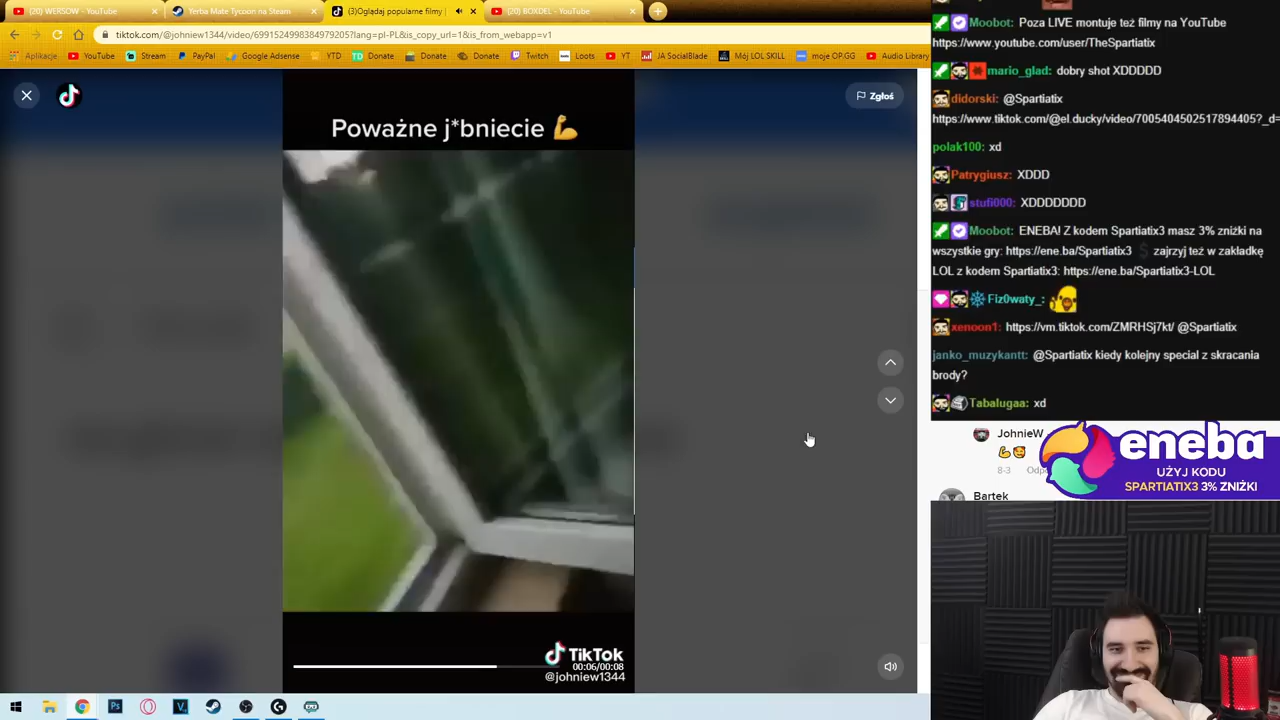 (20) WERSOW - YouTube
Yerba Mate Tycoon na Steam
(3)Oglądaj popularne filmy
(20) BOXDEL - YouTube
tiktok.com/@johniew1344/video/6991524998384979205?lang=pl-PL&is_copy_url=1&is_from_webapp=v1
Aplikacje
YouTube
Stream
PayPal
Google Adsense
YTD
Donate
Donate
Donate
YT
Twitch
Loots
JA SocialBlade
Mój LOL SKILL
moje OP.GG
Audio Library
Zgłoś
Poważne j*bniecie 💪
TikTok
00:06/00:08
@johniew1344
Moobot: Poza LIVE montuje też filmy na YouTube
https://www.youtube.com/user/TheSpartiatix
mario_glad: dobry shot XDDDDD
didorski: @Spartiatix
https://www.tiktok.com/@el.ducky/video/7005404502517894405?_d=
polak100: xd
Patrygiusz: XDDD
stufi000: XDDDDDDD
Moobot: ENEBA! Z kodem Spartiatix3 masz 3% zniżki na
wszystkie gry: https://ene.ba/Spartiatix3 zajrzyj też w zakładkę
LOL z kodem Spartiatix3: https://ene.ba/Spartiatix3-LOL
Fiz0waty_:
xenoon1: https://vm.tiktok.com/ZMRHSj7kt/ @Spartiatix
janko_muzykantt: @Spartiatix kiedy kolejny special z skracania
brody?
Tabalugaa: xd
JohnieW
💪🥰
8-3
Odp
Bartek
eneba
UŻYJ KODU
SPARTIATIX3 3% ZNIŻKI